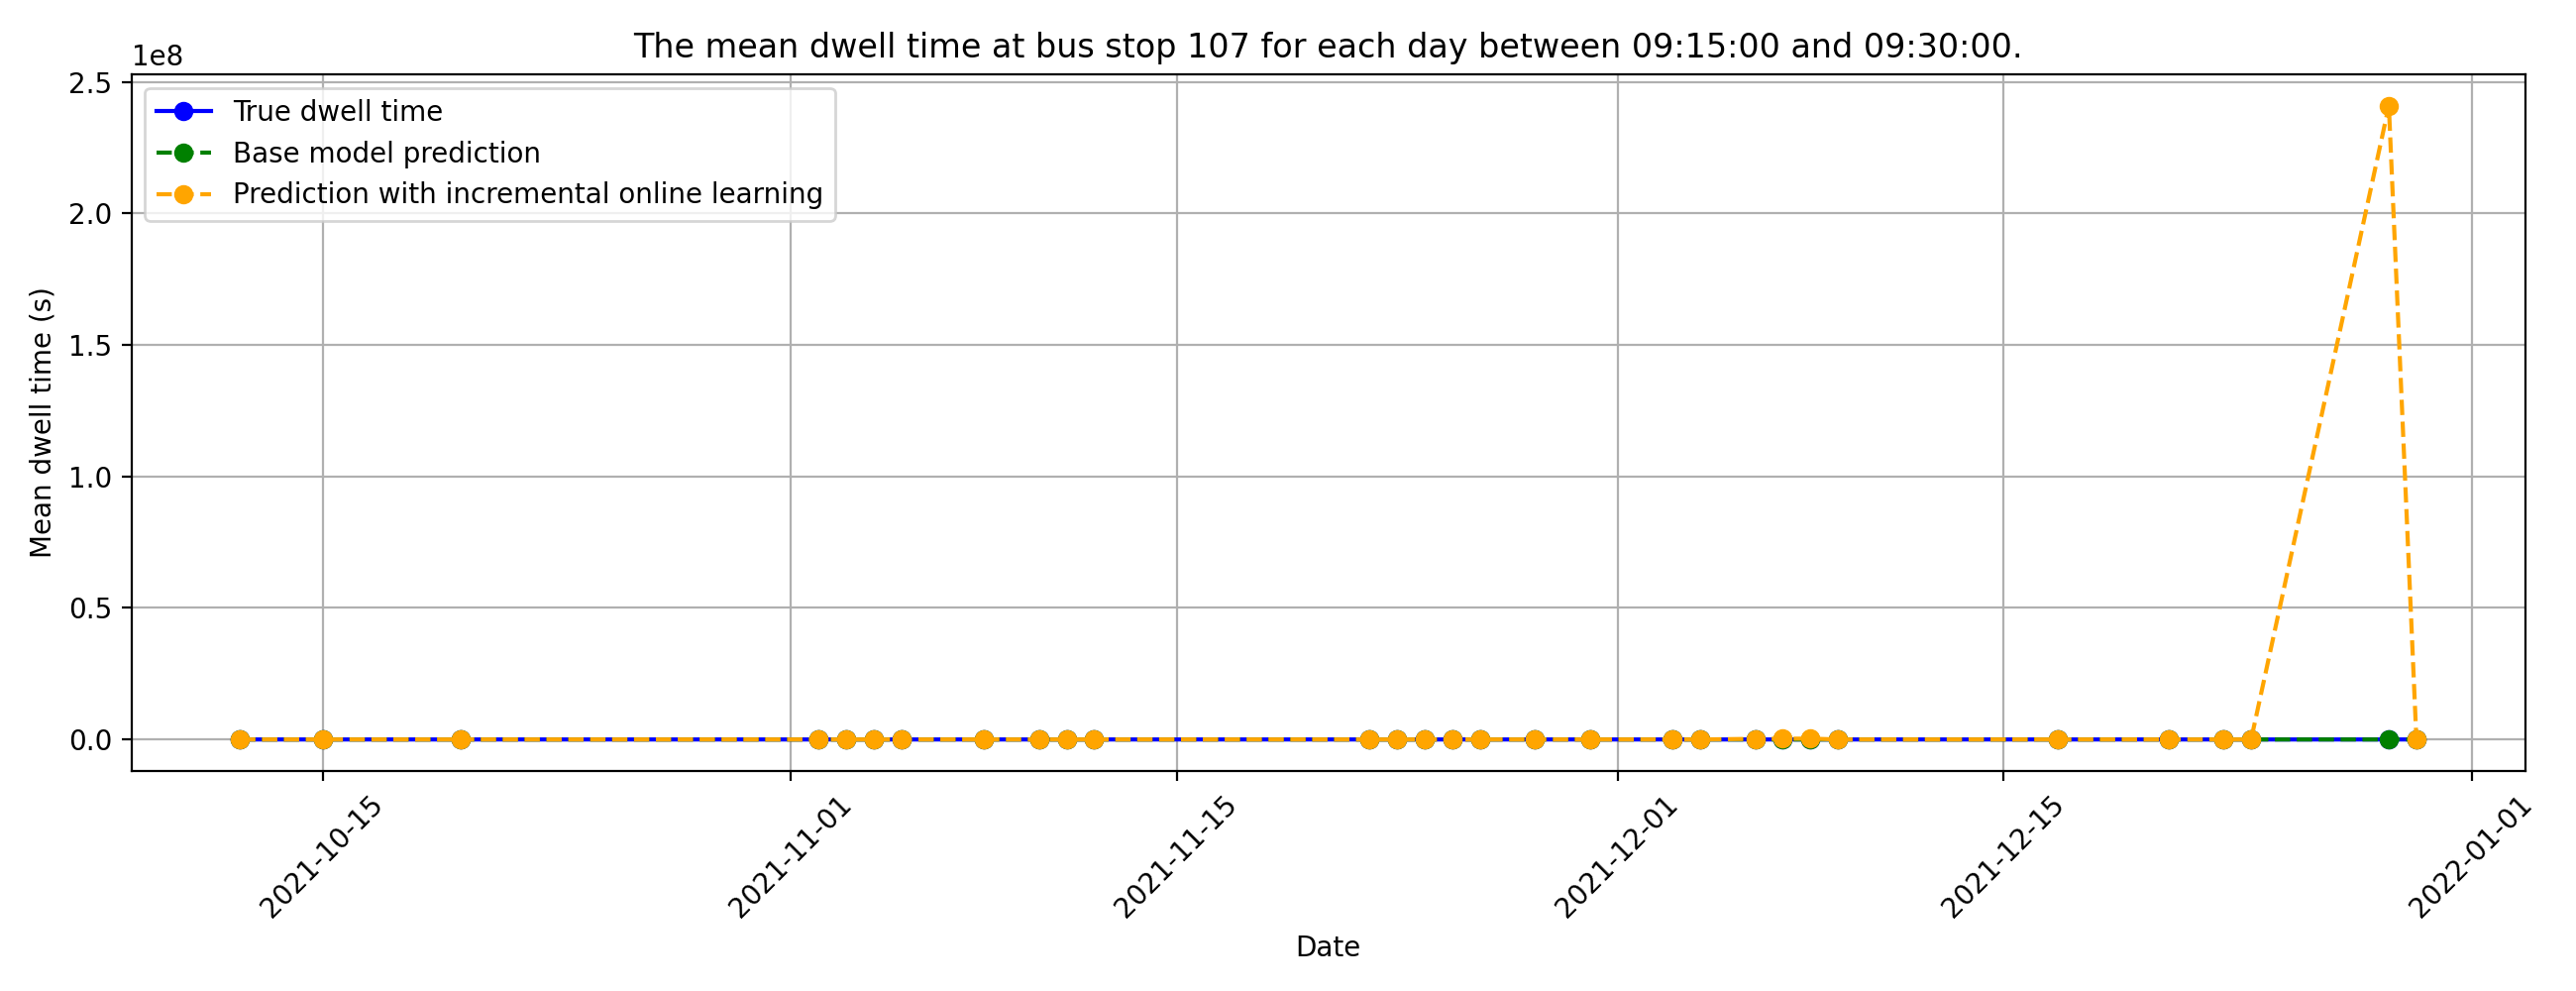 The mean dwell time at bus stop 107 for each day between 09:15:00 and 09:30:00.
1e8
2.5
2.0
1.5
1.0
0.5
0.0
Mean dwell time (s)
True dwell time
Base model prediction
Prediction with incremental online learning
2021-10-15
2021-11-01
2021-11-15
2021-12-01
2021-12-15
2022-01-01
Date